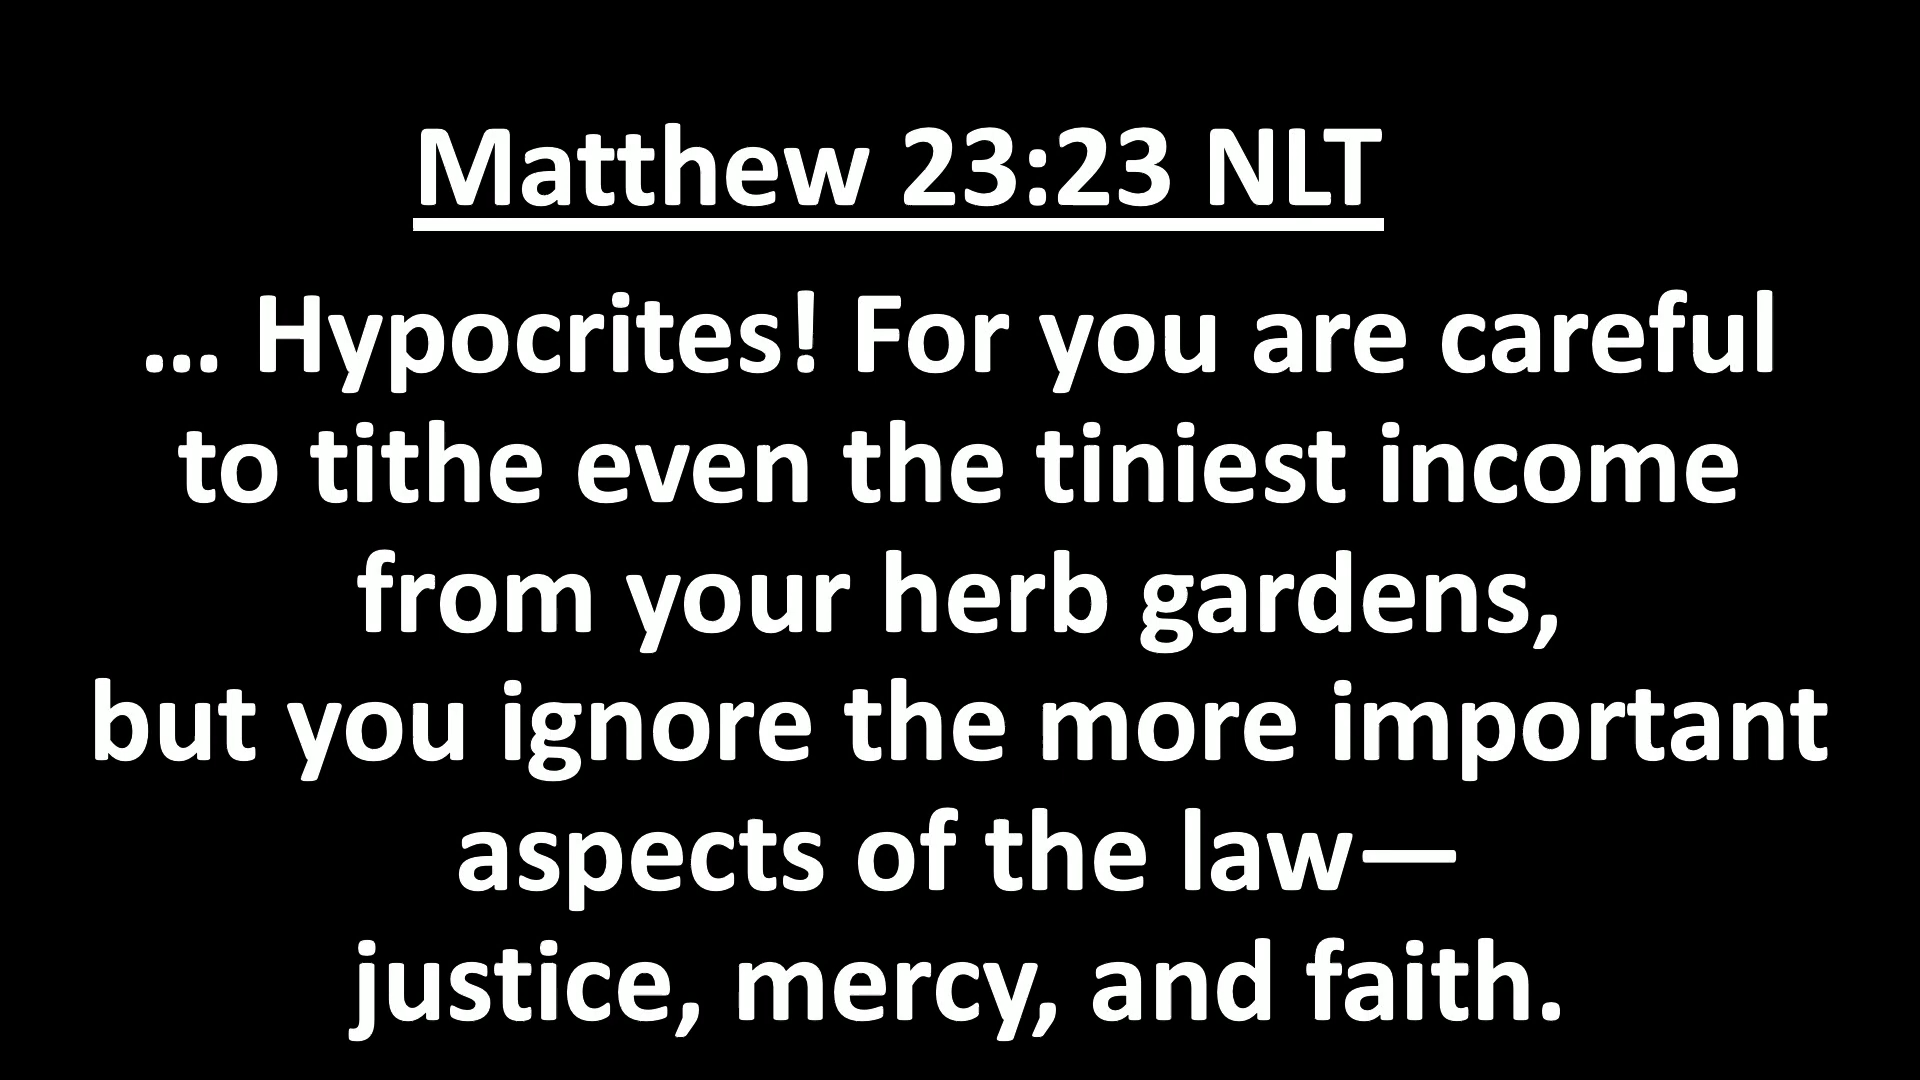 Matthew 23:23 NLT
... Hypocrites! For you are careful
to tithe even the tiniest income
from your herb gardens,
but you ignore the more important
aspects of the law—
justice, mercy, and faith.